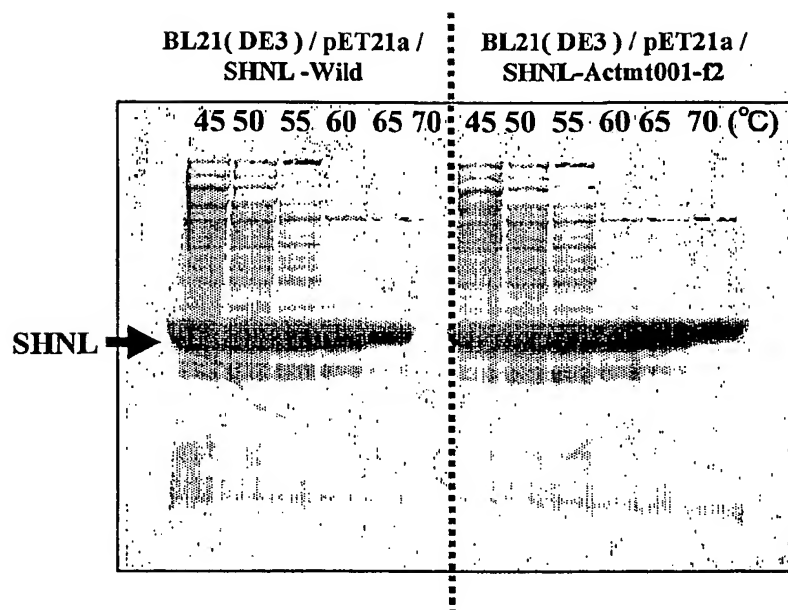 BL21( DE3 ) / pET21a /
SHNL -Wild
BL21( DE3 ) / pET21a /
SHNL-Actmt001-f2
45 50 55 60 65 70
45 50 55 60 65 70 (°C)
SHNL